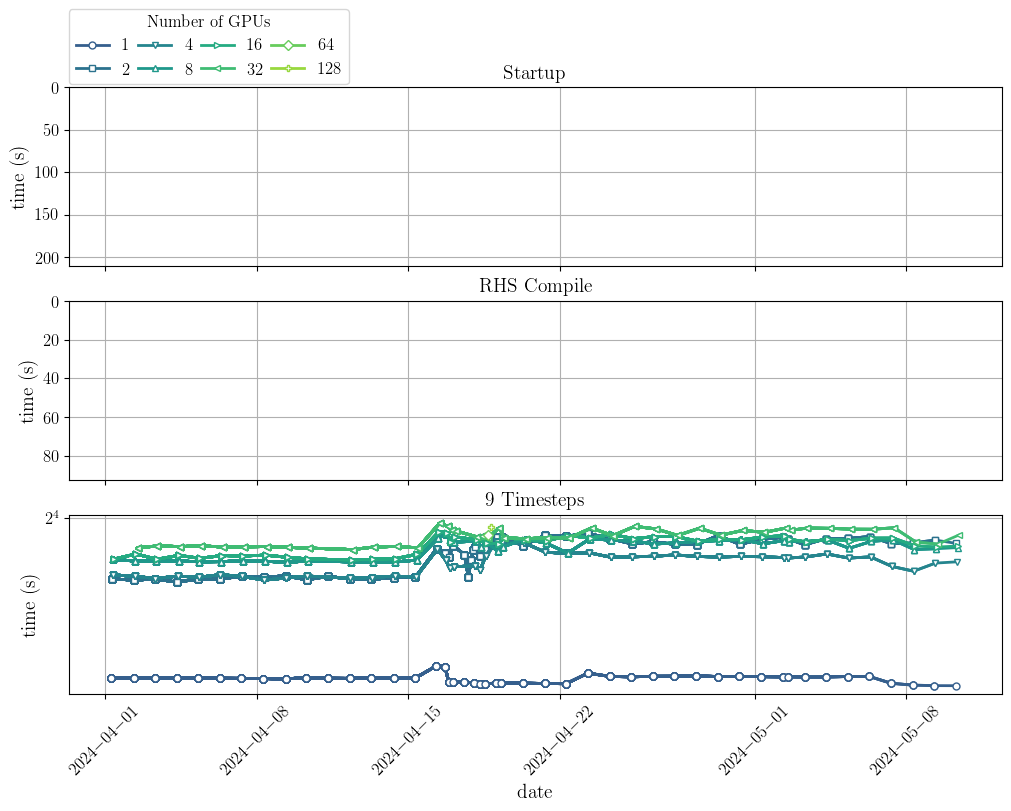 Number of GPUs
1 4 16 64
2 8 32 128
Startup
0
50
100
150
200
time (s)
RHS Compile
0
20
40
60
80
time (s)
9 Timesteps
2⁴
time (s)
2024−04−01 2024−04−08 2024−04−15 2024−04−22 2024−05−01 2024−05−08
date